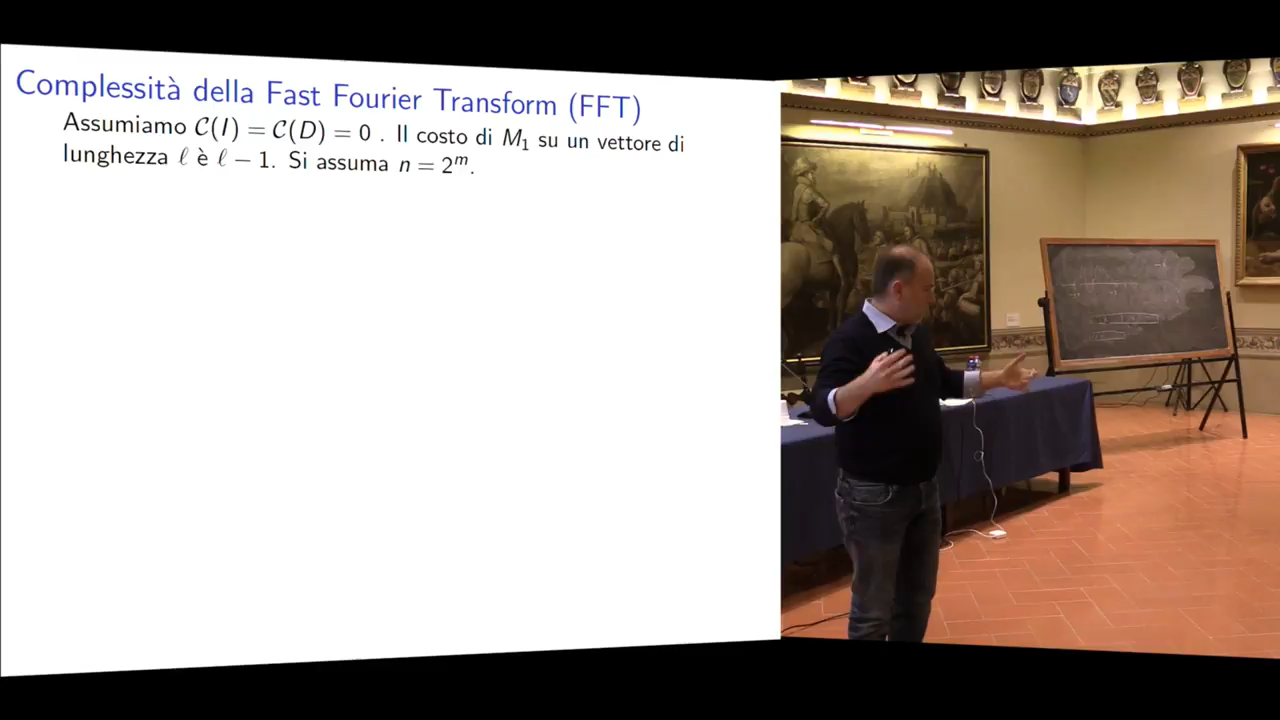 Complessità della Fast Fourier Transform (FFT)
Assumiamo C(I) = C(D) = 0 . Il costo di M₁ su un vettore di
lunghezza ℓ è ℓ − 1. Si assuma n = 2ᵐ.